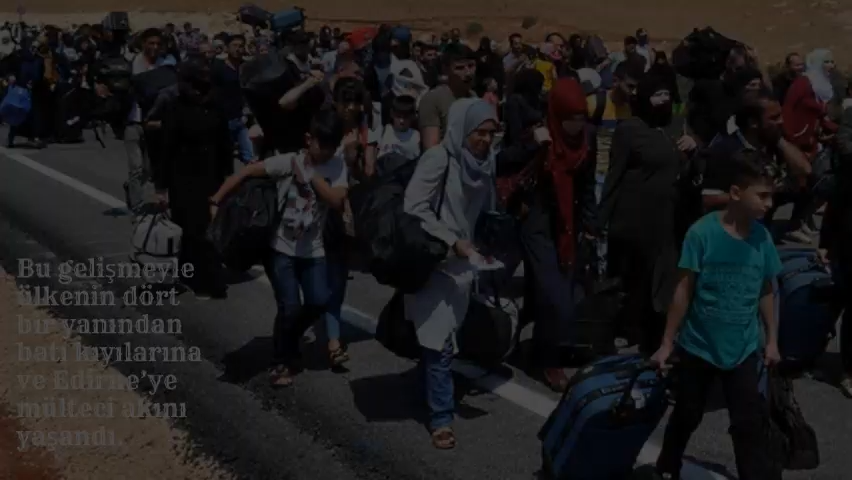 Bu gelişmeyle
ülkenin dört
bir yanından
batı kıyılarına
ve Edirne’ye
mülteci akını
yaşandı.